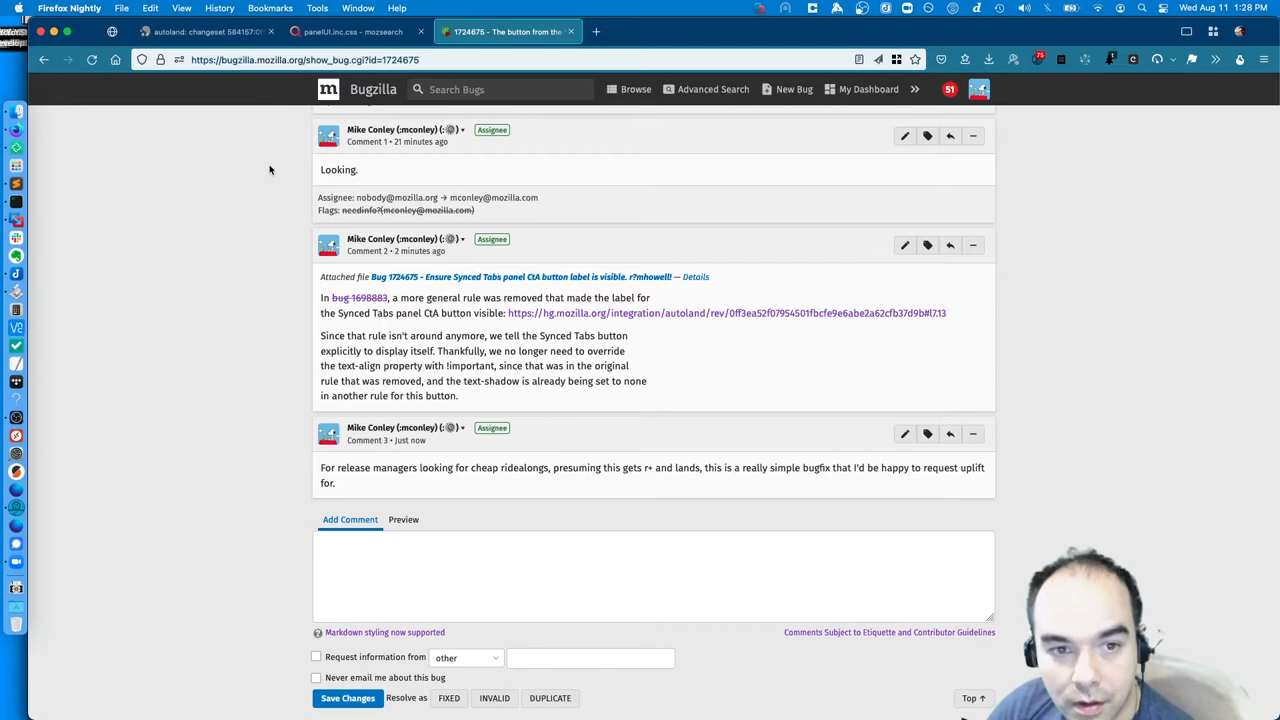 Firefox Nightly File Edit View History Bookmarks Tools Window Help
Wed Aug 11 1:28 PM
autoland: changeset 584157:0f
panelUI.inc.css - mozsearch
1724675 - The button from the
https://bugzilla.mozilla.org/show_bug.cgi?id=1724675
75
m Bugzilla
Search Bugs
Browse
Advanced Search
New Bug
My Dashboard
51
Mike Conley (:mconley) (:⚙️) Assignee
Comment 1 • 21 minutes ago
Looking.
Assignee: nobody@mozilla.org → mconley@mozilla.com
Flags: needinfo?(mconley@mozilla.com)
Mike Conley (:mconley) (:⚙️) Assignee
Comment 2 • 2 minutes ago
Attached file Bug 1724675 - Ensure Synced Tabs panel CtA button label is visible. r?mhowell! — Details
In bug 1698883, a more general rule was removed that made the label for
the Synced Tabs panel CtA button visible: https://hg.mozilla.org/integration/autoland/rev/0ff3ea52f07954501fbcfe9e6abe2a62cfb37d9b#l7.13
Since that rule isn't around anymore, we tell the Synced Tabs button
explicitly to display itself. Thankfully, we no longer need to override
the text-align property with !important, since that was in the original
rule that was removed, and the text-shadow is already being set to none
in another rule for this button.
Mike Conley (:mconley) (:⚙️) Assignee
Comment 3 • Just now
For release managers looking for cheap ridealongs, presuming this gets r+ and lands, this is a really simple bugfix that I'd be happy to request uplift
for.
Add Comment Preview
Markdown styling now supported
Comments Subject to Etiquette and Contributor Guidelines
Request information from other
Never email me about this bug
Save Changes Resolve as FIXED INVALID DUPLICATE
Top ↑